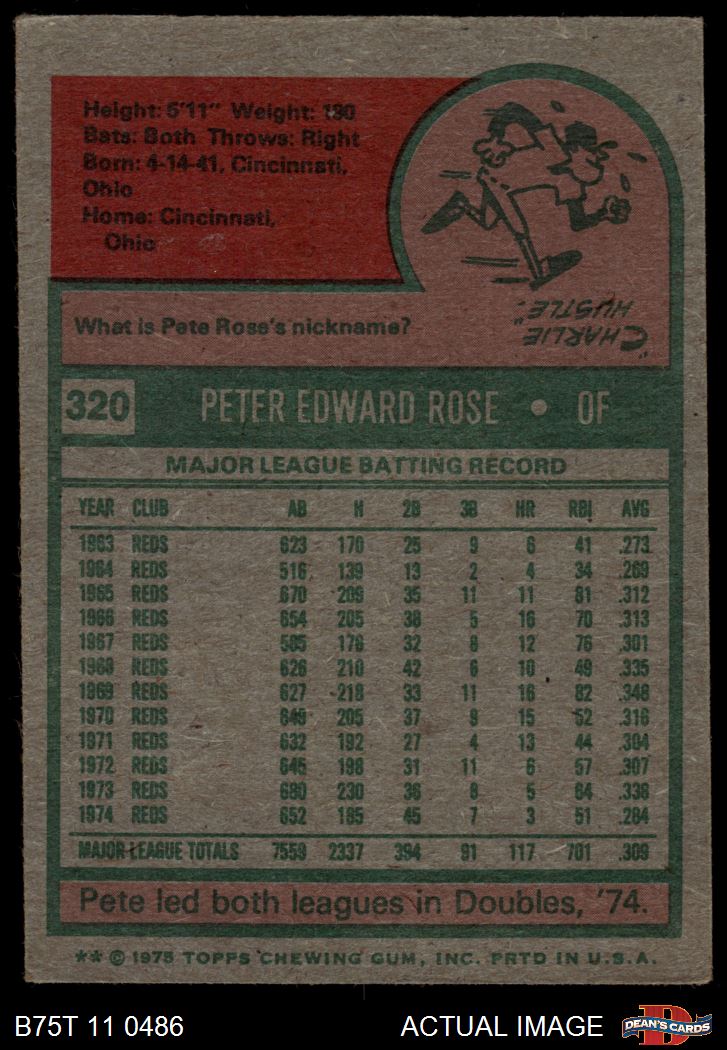 Height: 5'11" Weight: 190
Bats: Both Throws: Right
Born: 4-14-41, Cincinnati,
Ohio
Home: Cincinnati,
Ohio
What is Pete Rose's nickname?
"CHARLIE
HUSTLE."
320 PETER EDWARD ROSE • OF
MAJOR LEAGUE BATTING RECORD
YEAR CLUB AB H 2B 3B HR RBI AVG
1963 REDS 623 170 25 9 6 41 .273
1964 REDS 516 139 13 2 4 34 .269
1965 REDS 670 209 35 11 11 81 .312
1966 REDS 654 205 38 5 16 70 .313
1967 REDS 585 176 32 8 12 76 .301
1968 REDS 626 210 42 6 10 49 .335
1969 REDS 627 218 33 11 16 82 .348
1970 REDS 649 205 37 9 15 52 .316
1971 REDS 632 192 27 4 13 44 .304
1972 REDS 645 198 31 11 6 57 .307
1973 REDS 680 230 36 8 5 64 .338
1974 REDS 652 185 45 7 3 51 .284
MAJOR LEAGUE TOTALS 7559 2337 394 91 117 701 .309
Pete led both leagues in Doubles, '74.
** © 1975 TOPPS CHEWING GUM, INC. PRTD IN U.S.A.
B75T 11 0486 ACTUAL IMAGE DEAN'S CARDS